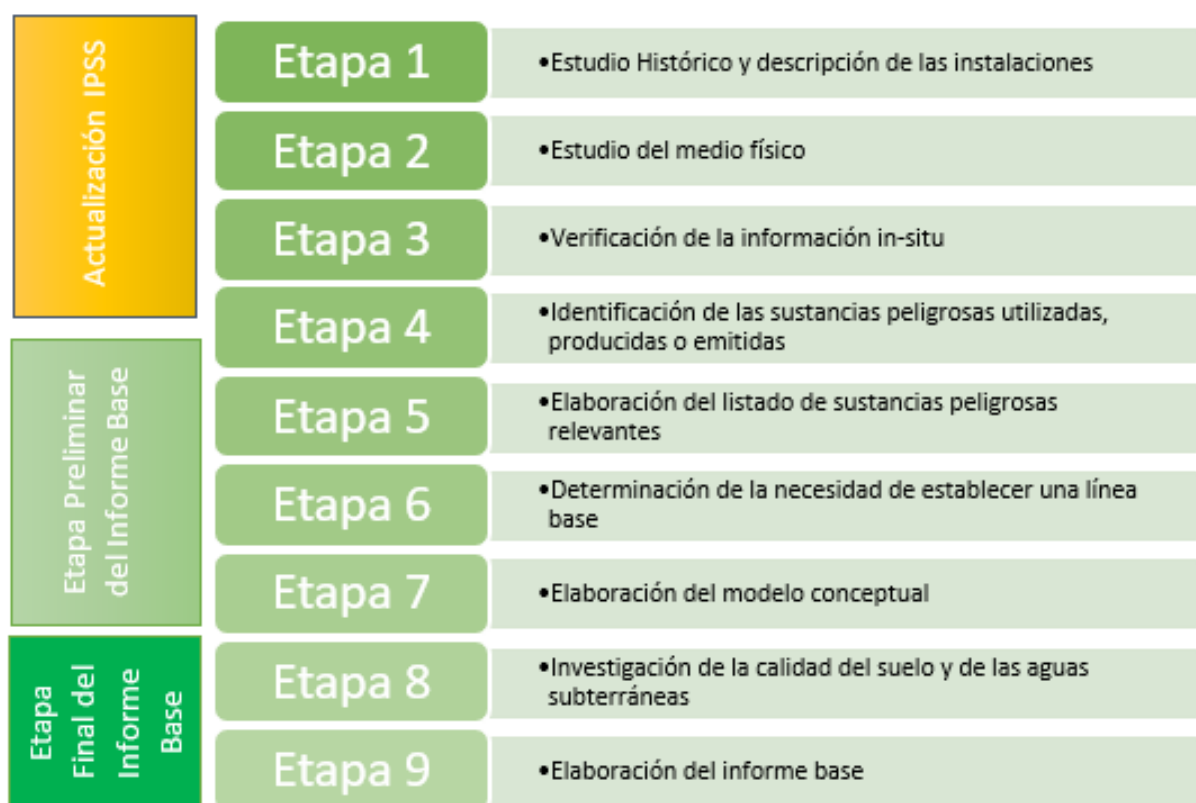 Actualización IPSS
Etapa 1
•Estudio Histórico y descripción de las instalaciones
Etapa 2
•Estudio del medio físico
Etapa 3
•Verificación de la información in-situ
Etapa 4
•Identificación de las sustancias peligrosas utilizadas,
producidas o emitidas
Etapa Preliminar
del Informe Base
Etapa 5
•Elaboración del listado de sustancias peligrosas
relevantes
Etapa 6
•Determinación de la necesidad de establecer una línea
base
Etapa 7
•Elaboración del modelo conceptual
Etapa
Final del
Informe
Base
Etapa 8
•Investigación de la calidad del suelo y de las aguas
subterráneas
Etapa 9
•Elaboración del informe base